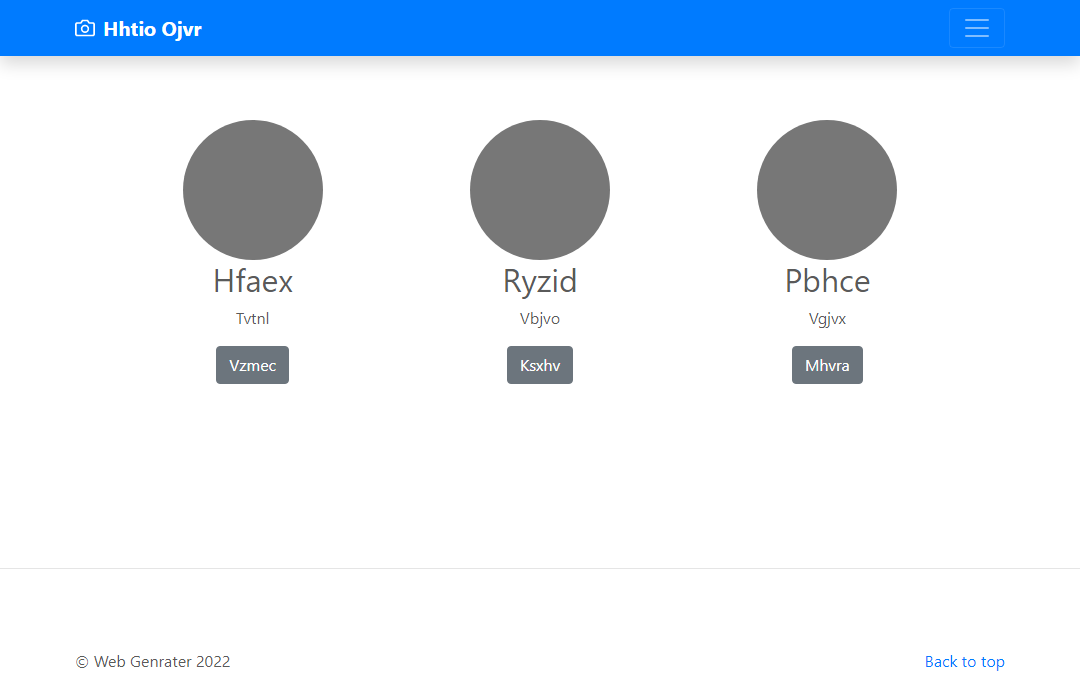 Hhtio Ojvr
Hfaex
Tvtnl
Vzmec
Ryzid
Vbjvo
Ksxhv
Pbhce
Vgjvx
Mhvra
© Web Genrater 2022
Back to top